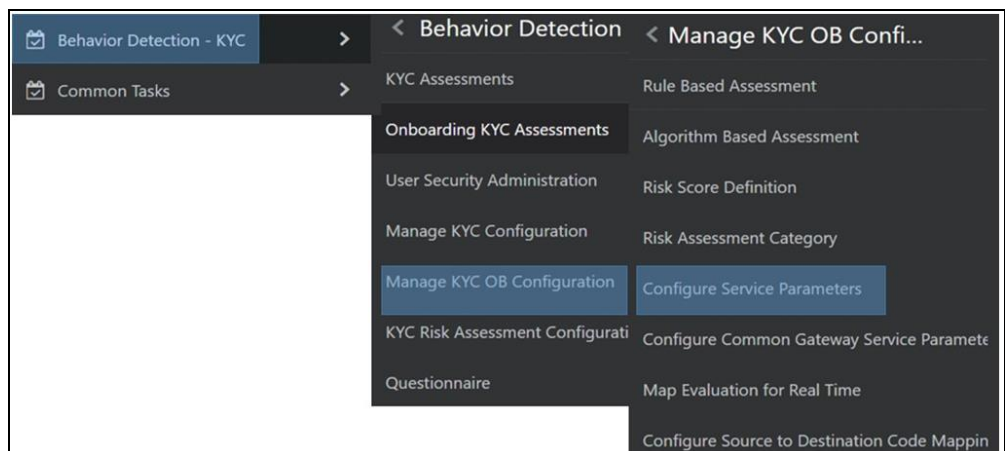 Behavior Detection - KYC
Common Tasks
Behavior Detection
KYC Assessments
Onboarding KYC Assessments
User Security Administration
Manage KYC Configuration
Manage KYC OB Configuration
KYC Risk Assessment Configurati
Questionnaire
Manage KYC OB Confi...
Rule Based Assessment
Algorithm Based Assessment
Risk Score Definition
Risk Assessment Category
Configure Service Parameters
Configure Common Gateway Service Paramete
Map Evaluation for Real Time
Configure Source to Destination Code Mappin